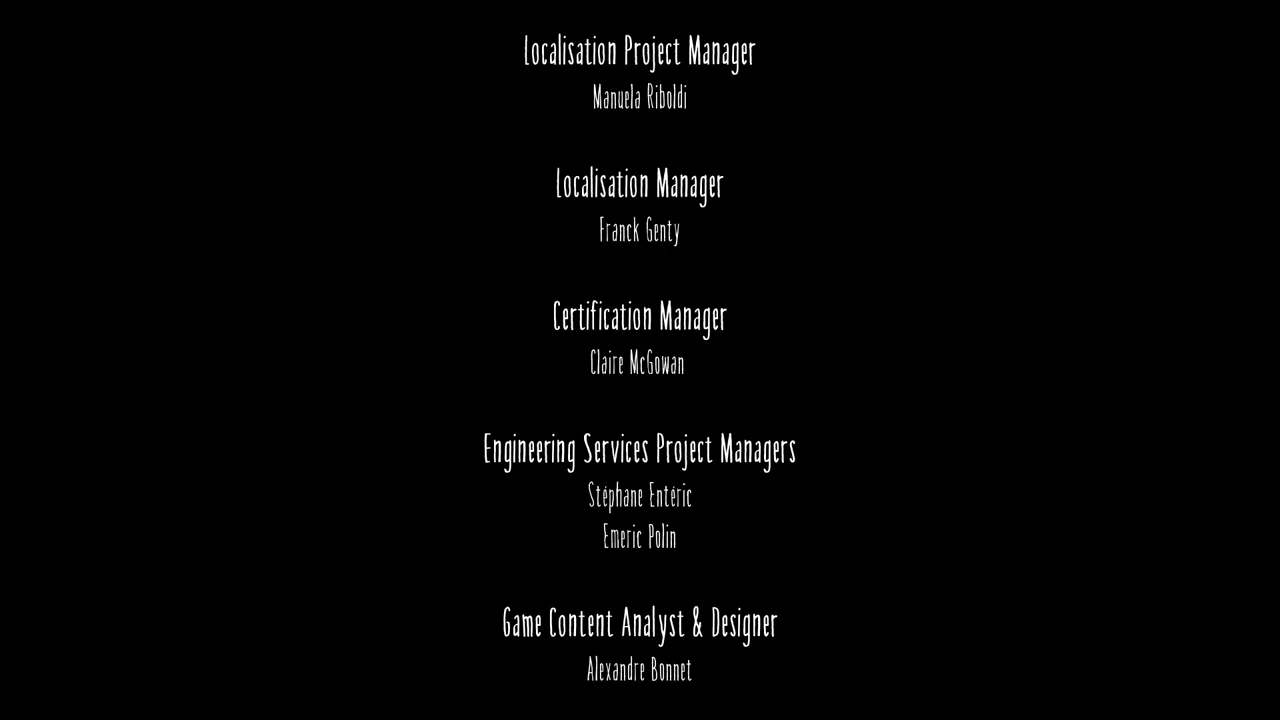 Localisation Project Manager
Manuela Riboldi
Localisation Manager
Franck Genty
Certification Manager
Claire McGowan
Engineering Services Project Managers
Stéphane Entéric
Emeric Polin
Game Content Analyst & Designer
Alexandre Bonnet